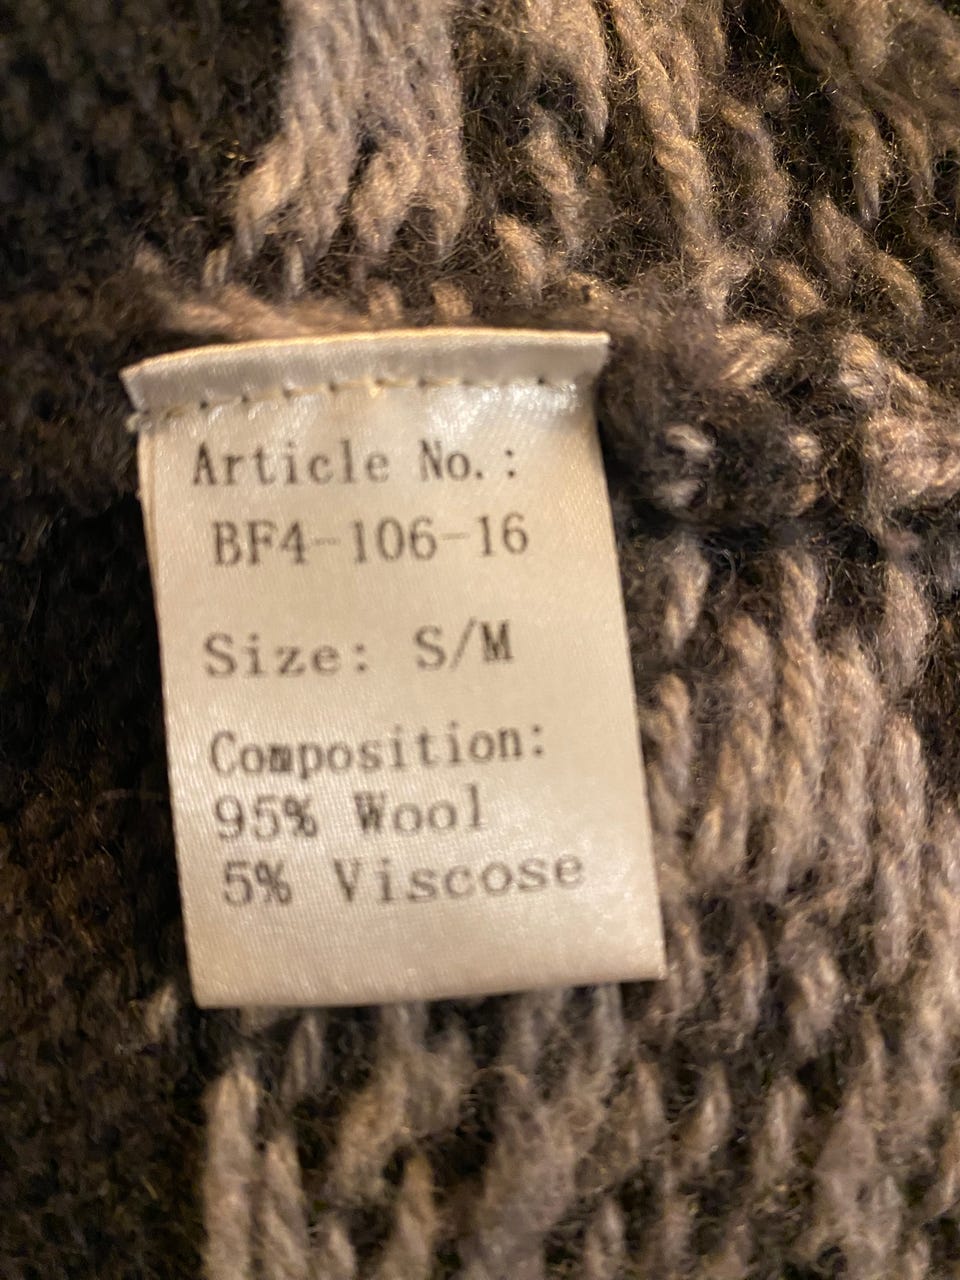 Article No.:
BF4-106-16
Size: S/M
Composition:
95% Wool
5% Viscose